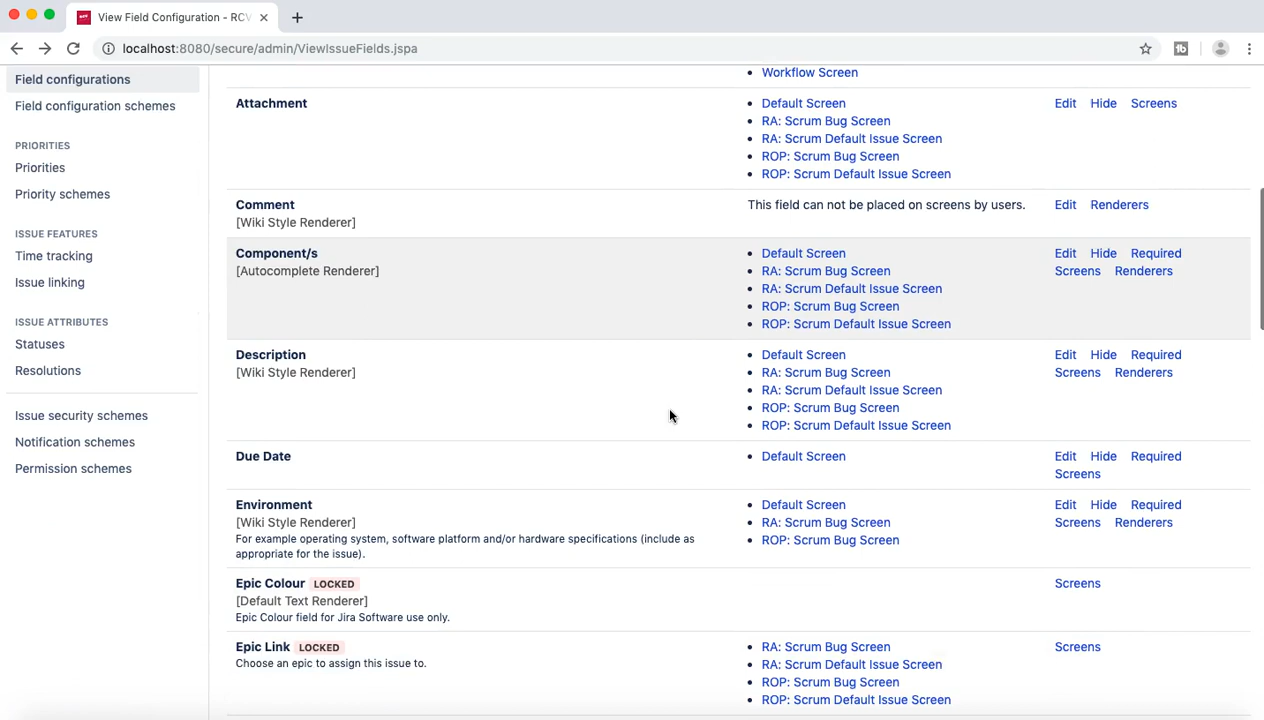 View Field Configuration - RCV
localhost:8080/secure/admin/ViewIssueFields.jspa
Field configurations
Field configuration schemes
PRIORITIES
Priorities
Priority schemes
ISSUE FEATURES
Time tracking
Issue linking
ISSUE ATTRIBUTES
Statuses
Resolutions
Issue security schemes
Notification schemes
Permission schemes
Workflow Screen
Attachment
Default Screen
RA: Scrum Bug Screen
RA: Scrum Default Issue Screen
ROP: Scrum Bug Screen
ROP: Scrum Default Issue Screen
Edit Hide Screens
Comment
[Wiki Style Renderer]
This field can not be placed on screens by users.
Edit Renderers
Component/s
[Autocomplete Renderer]
Default Screen
RA: Scrum Bug Screen
RA: Scrum Default Issue Screen
ROP: Scrum Bug Screen
ROP: Scrum Default Issue Screen
Edit Hide Required
Screens Renderers
Description
[Wiki Style Renderer]
Default Screen
RA: Scrum Bug Screen
RA: Scrum Default Issue Screen
ROP: Scrum Bug Screen
ROP: Scrum Default Issue Screen
Edit Hide Required
Screens Renderers
Due Date
Default Screen
Edit Hide Required
Screens
Environment
[Wiki Style Renderer]
For example operating system, software platform and/or hardware specifications (include as
appropriate for the issue).
Default Screen
RA: Scrum Bug Screen
ROP: Scrum Bug Screen
Edit Hide Required
Screens Renderers
Epic Colour LOCKED
[Default Text Renderer]
Epic Colour field for Jira Software use only.
Screens
Epic Link LOCKED
Choose an epic to assign this issue to.
RA: Scrum Bug Screen
RA: Scrum Default Issue Screen
ROP: Scrum Bug Screen
ROP: Scrum Default Issue Screen
Screens